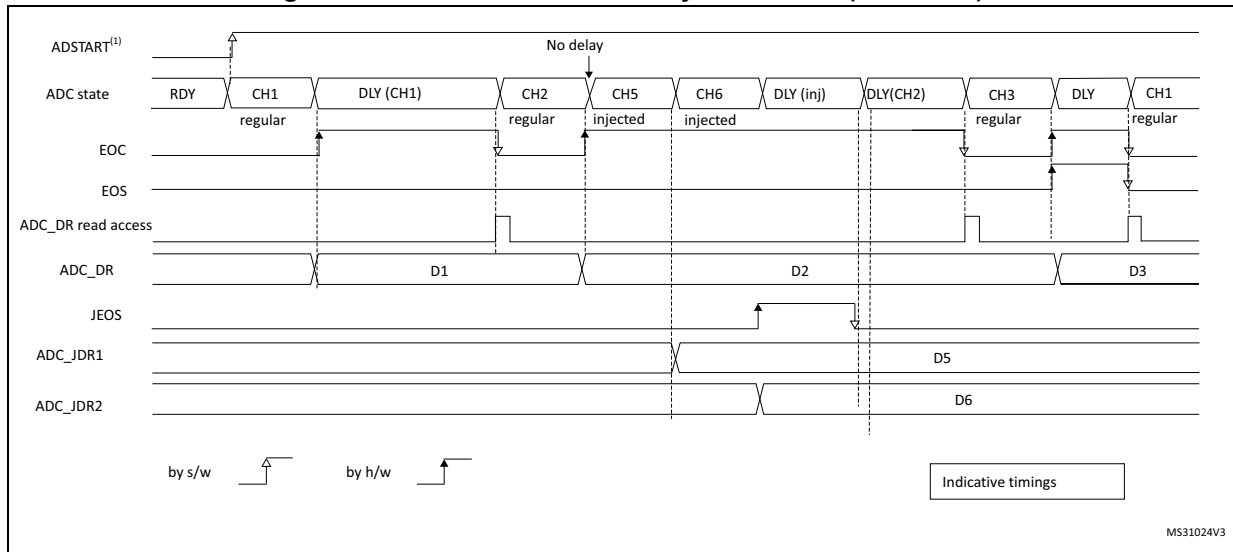 ADSTART(1)
No delay
ADC state RDY CH1 DLY (CH1) CH2 CH5 CH6 DLY (inj) DLY(CH2) CH3 DLY CH1
regular regular injected injected regular regular
EOC
EOS
ADC_DR read access
ADC_DR D1 D2 D3
JEOS
ADC_JDR1 D5
ADC_JDR2 D6
by s/w by h/w Indicative timings
MS31024V3